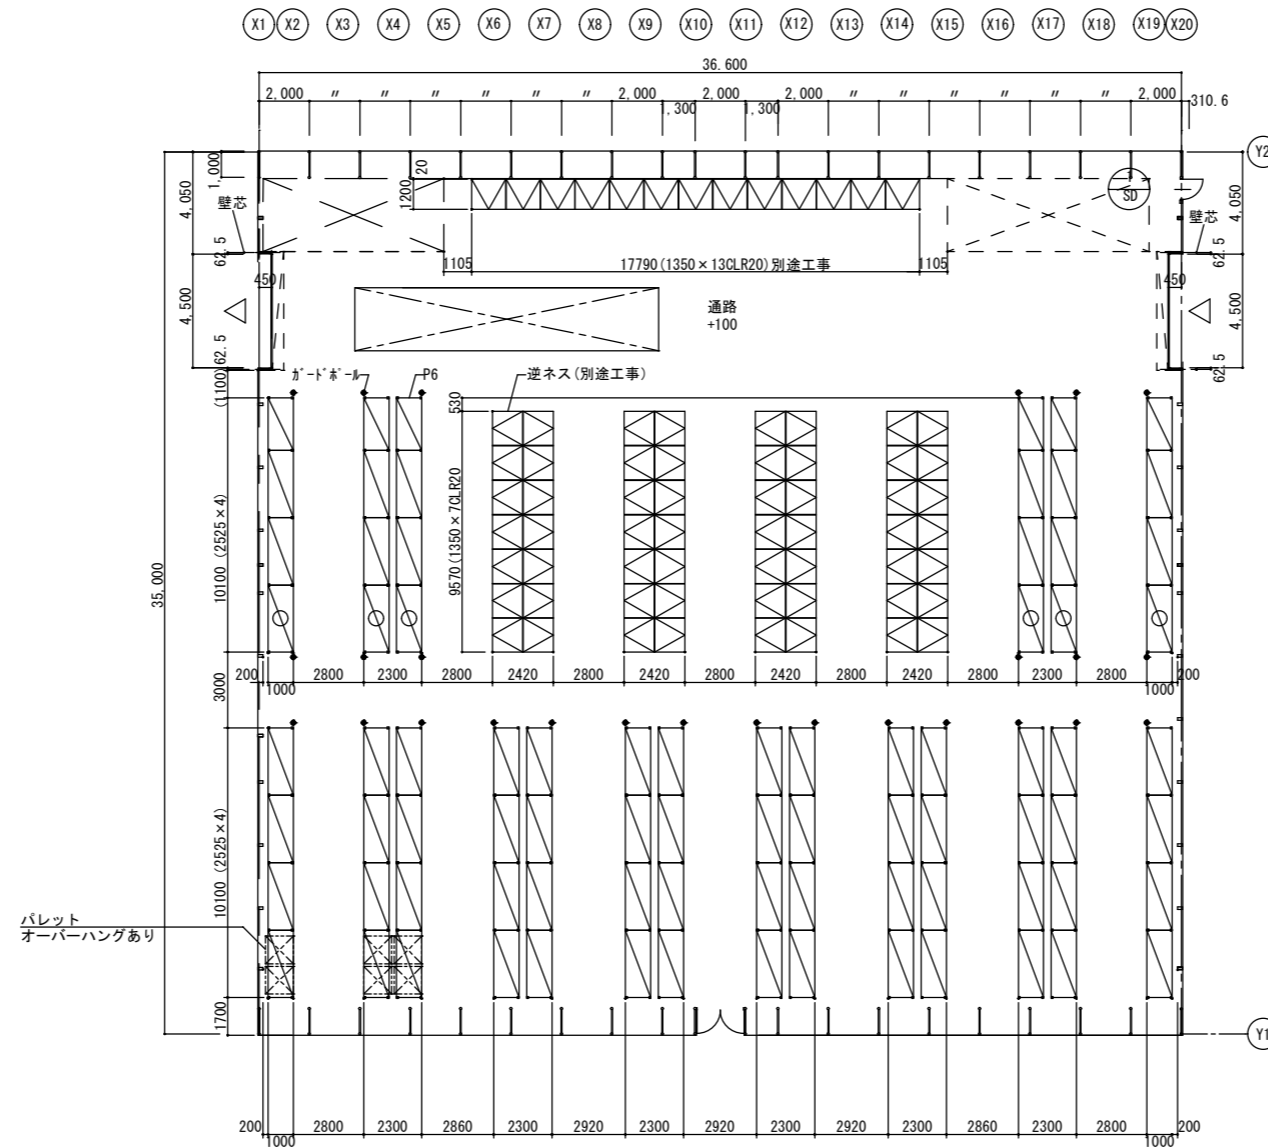 X1 X2 X3 X4 X5 X6 X7 X8 X9 X10 X11 X12 X13 X14 X15 X16 X17 X18 X19 X20
36.600
2,000 〃 〃 〃 〃 〃 〃 2,000 2,000 2,000 〃 〃 〃 〃 〃 〃 2,000 310.6
1,300 1,300
Y2
1,000
20
4,050
1200
SD
4,050
壁芯
壁芯
62.5
62.5
1105 17790(1350×13CLR20)別途工事 1105
450
450
4,500
通路
+100
4,500
62.5
62.5
(1100)
ガードポール
P6
逆ネス(別途工事)
530
35,000
10100 (2525×4)
9570(1350×7CLR20
200 2800 2300 2800 2420 2800 2420 2800 2420 2800 2420 2860 2300 2800 200
1000 1000
3000
10100 (2525×4)
パレット
オーバーハングあり
1700
Y1
200 2800 2300 2860 2300 2920 2300 2920 2300 2920 2300 2860 2300 2800 200
1000 1000